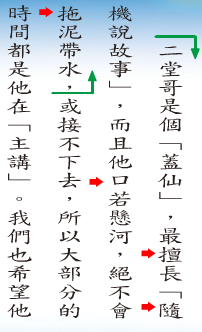 二堂哥是個「蓋仙」，最擅長「隨
機說故事」，而且他口若懸河，絕不會
拖泥帶水，或接不下去，所以大部分的
時間都是他在「主講」。我們也希望他